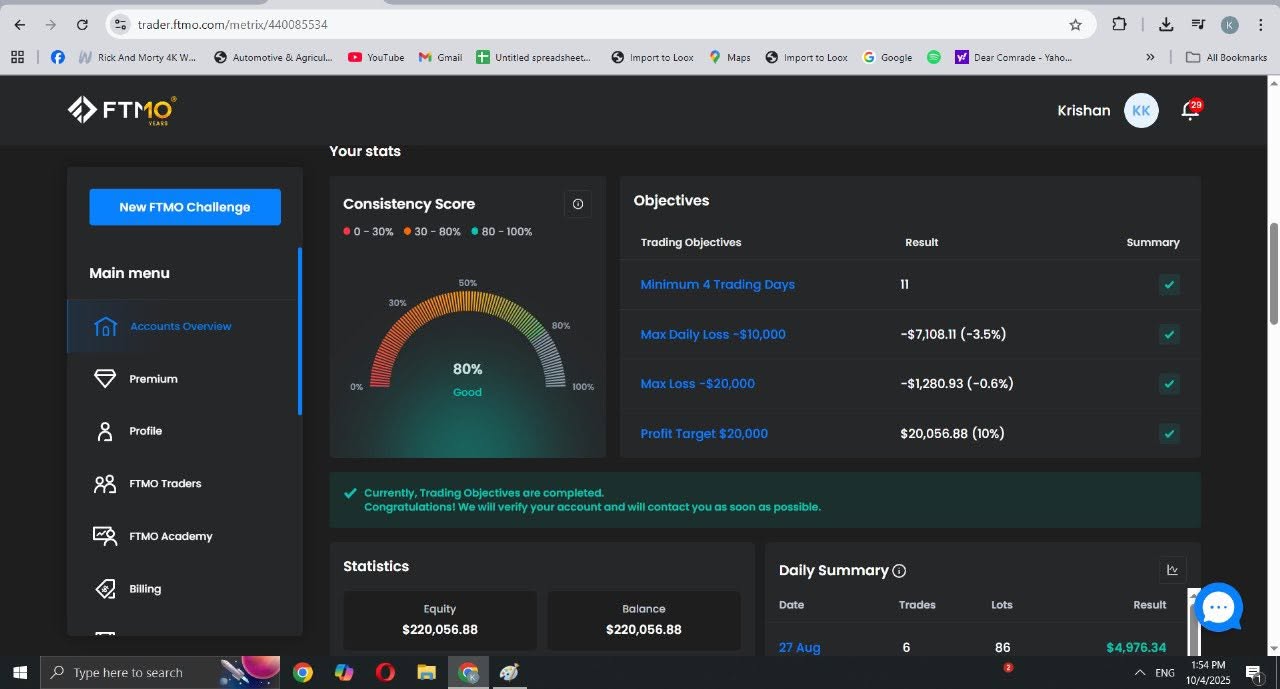 trader.ftmo.com/metrix/440085534
K
Rick And Morty 4K W...
Automotive & Agricul...
YouTube
Gmail
Untitled spreadsheet...
Import to Loox
Maps
Import to Loox
Google
Dear Comrade - Yaho...
»
All Bookmarks
FTMO
YEARS
Krishan
KK
29
New FTMO Challenge
Main menu
Accounts Overview
Premium
Profile
FTMO Traders
FTMO Academy
Billing
Your stats
Consistency Score
0 - 30% 30 - 80% 80 - 100%
0%
30%
50%
80%
100%
80%
Good
Objectives
Trading Objectives Result Summary
Minimum 4 Trading Days 11
Max Daily Loss -$10,000 -$7,108.11 (-3.5%)
Max Loss -$20,000 -$1,280.93 (-0.6%)
Profit Target $20,000 $20,056.88 (10%)
Currently, Trading Objectives are completed.
Congratulations! We will verify your account and will contact you as soon as possible.
Statistics
Equity
$220,056.88
Balance
$220,056.88
Daily Summary
Date Trades Lots Result
27 Aug 6 86 $4,976.34
Type here to search
2
ENG
1:54 PM
10/4/2025
1